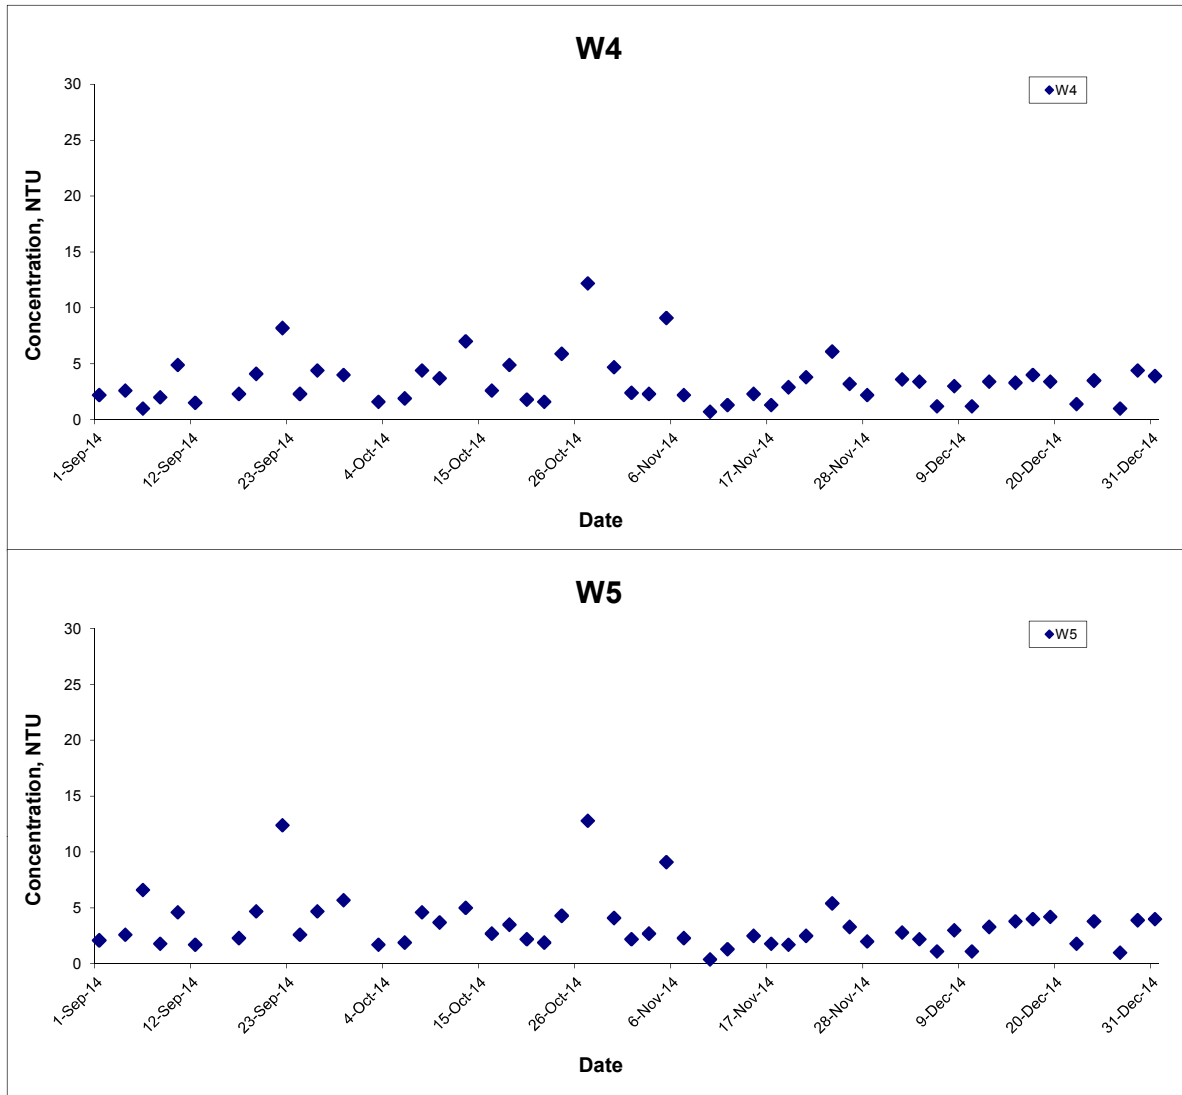 W4
W4
Concentration, NTU
30
25
20
15
10
5
0
1-Sep-14
12-Sep-14
23-Sep-14
4-Oct-14
15-Oct-14
26-Oct-14
6-Nov-14
17-Nov-14
28-Nov-14
9-Dec-14
20-Dec-14
31-Dec-14
Date
W5
W5
Concentration, NTU
30
25
20
15
10
5
0
1-Sep-14
12-Sep-14
23-Sep-14
4-Oct-14
15-Oct-14
26-Oct-14
6-Nov-14
17-Nov-14
28-Nov-14
9-Dec-14
20-Dec-14
31-Dec-14
Date